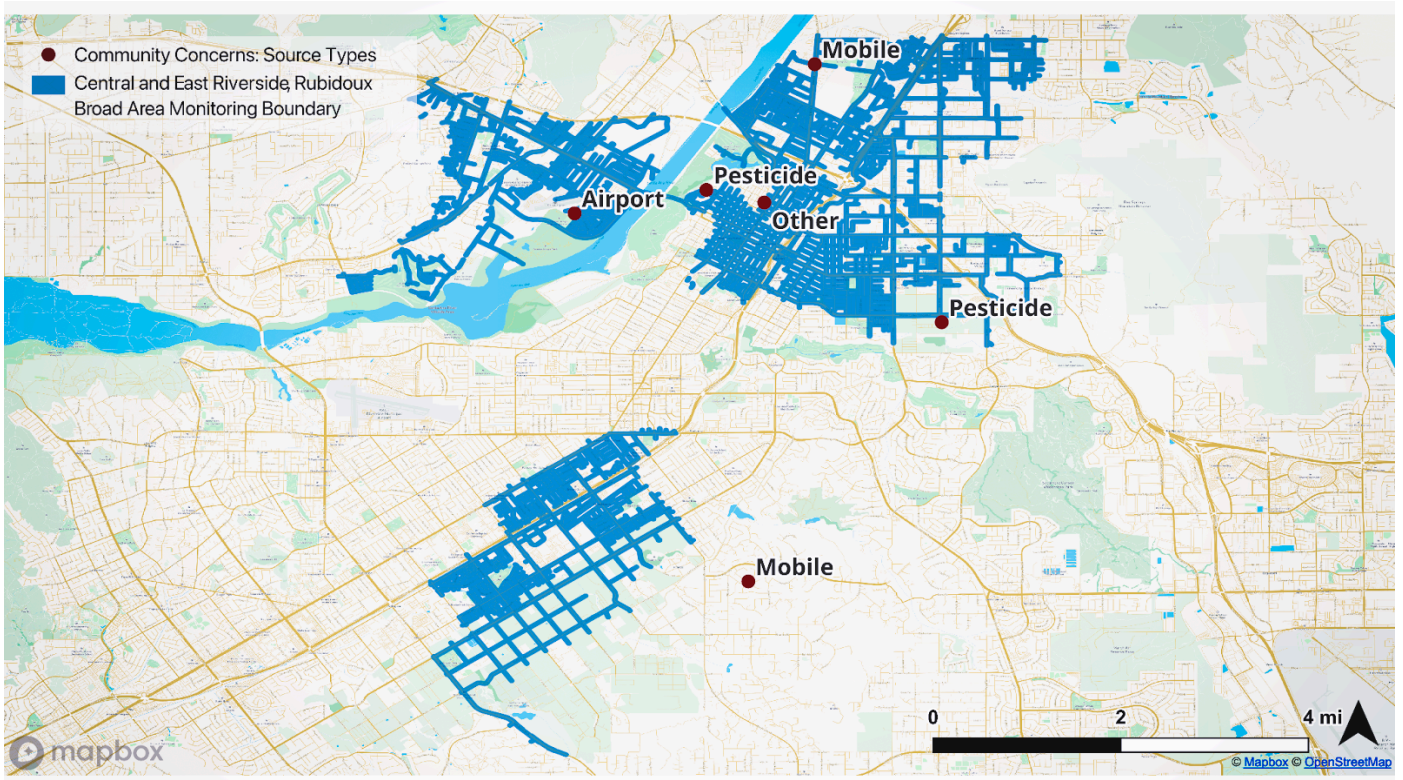 Community Concerns: Source Types
Central and East Riverside, Rubidoux
Broad Area Monitoring Boundary
Mobile
Pesticide
Airport
Other
Pesticide
Mobile
0 2 4 mi
mapbox
© Mapbox © OpenStreetMap